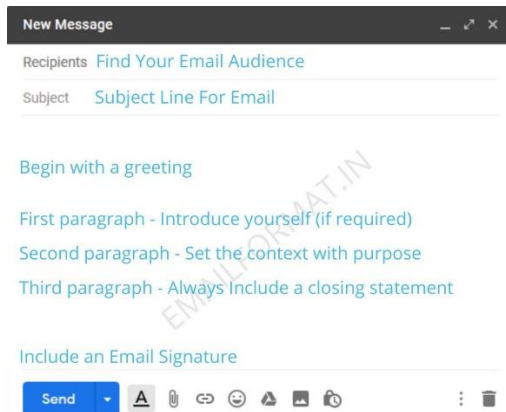 New Message
Recipients Find Your Email Audience
Subject Subject Line For Email
Begin with a greeting
First paragraph - Introduce yourself (if required)
Second paragraph - Set the context with purpose
Third paragraph - Always Include a closing statement
EMAILFORMAT.IN
Include an Email Signature
Send A